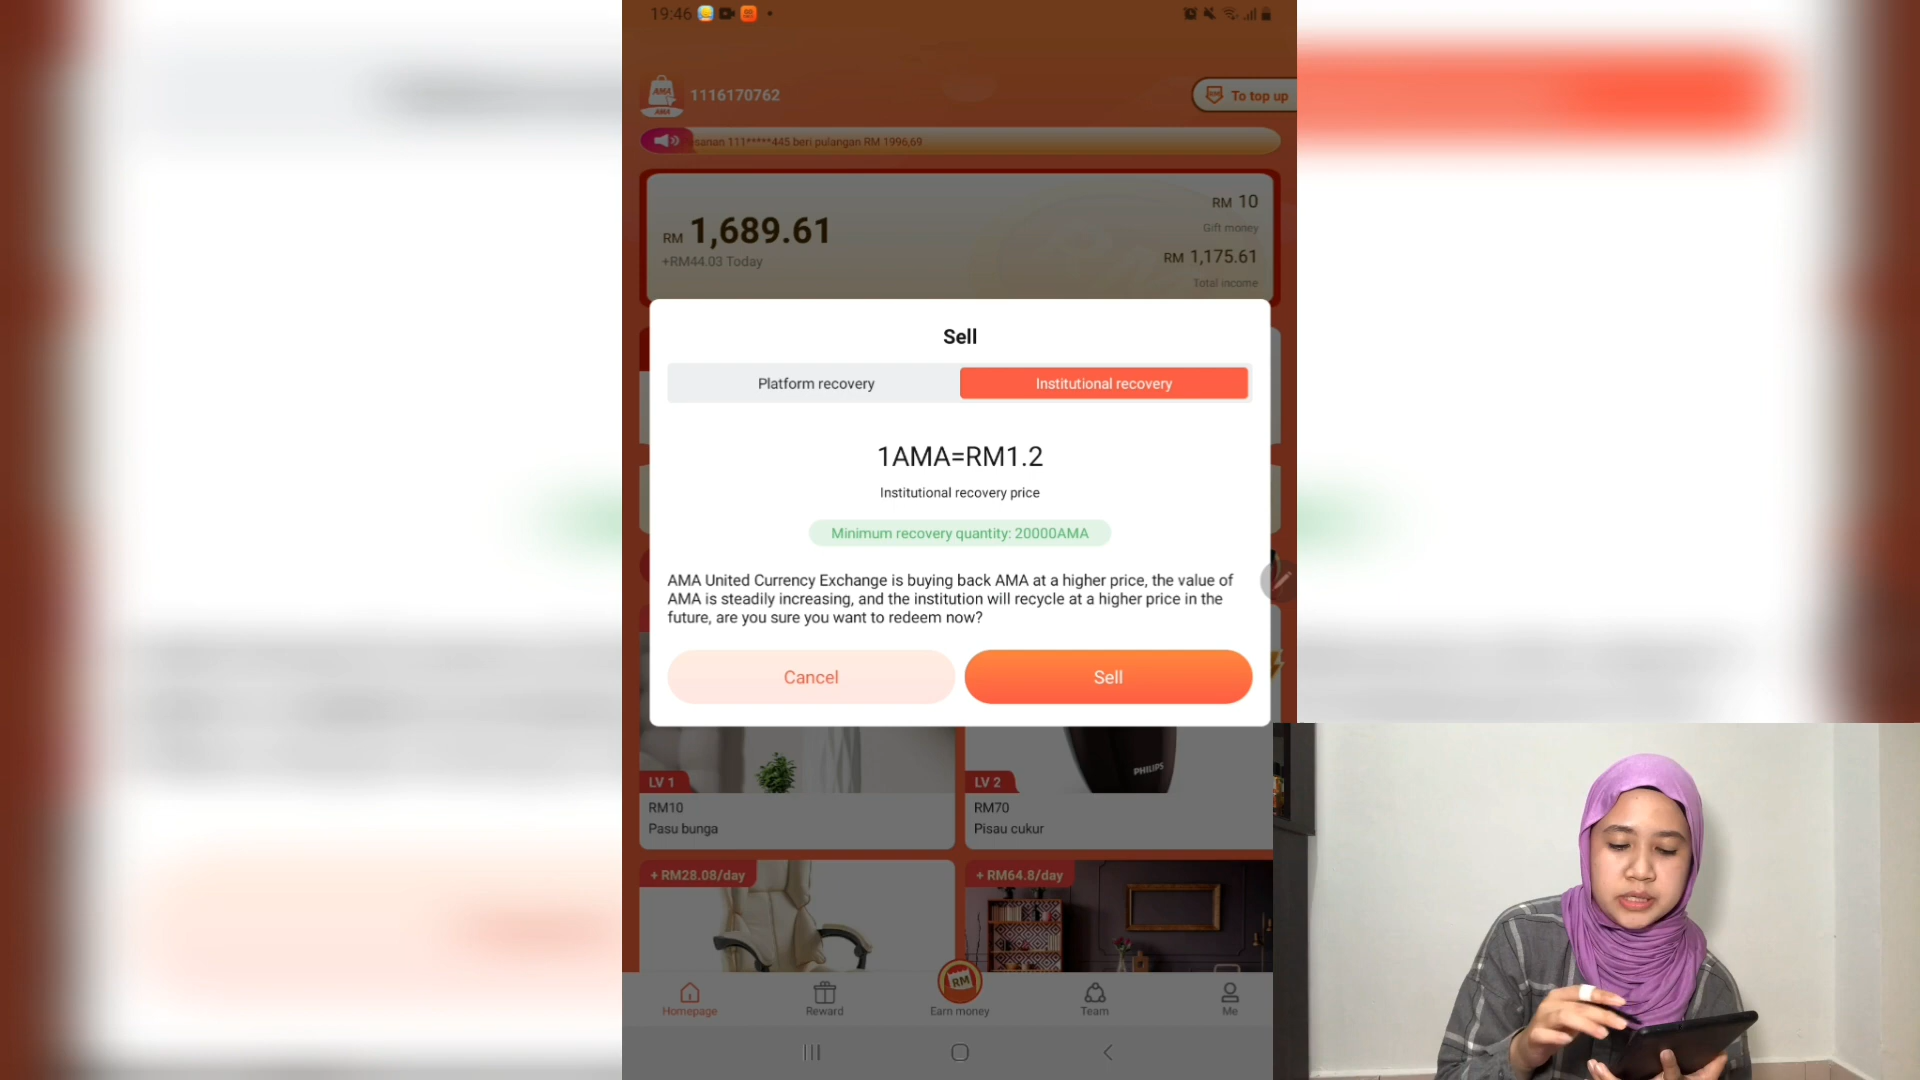 19:46
AMA
AMA
1116170762
To top up
esanan 111*****445 beri pulangan RM 1996,69
RM 1,689.61
+RM44.03 Today
RM 10
Gift money
RM 1,175.61
Total income
Sell
Platform recovery
Institutional recovery
1AMA=RM1.2
Institutional recovery price
Minimum recovery quantity: 20000AMA
AMA United Currency Exchange is buying back AMA at a higher price, the value of
AMA is steadily increasing, and the institution will recycle at a higher price in the
future, are you sure you want to redeem now?
Cancel
Sell
PHILIPS
LV 1
RM10
Pasu bunga
LV 2
RM70
Pisau cukur
+ RM28.08/day
+ RM64.8/day
RM
Homepage
Reward
Earn money
Team
Me